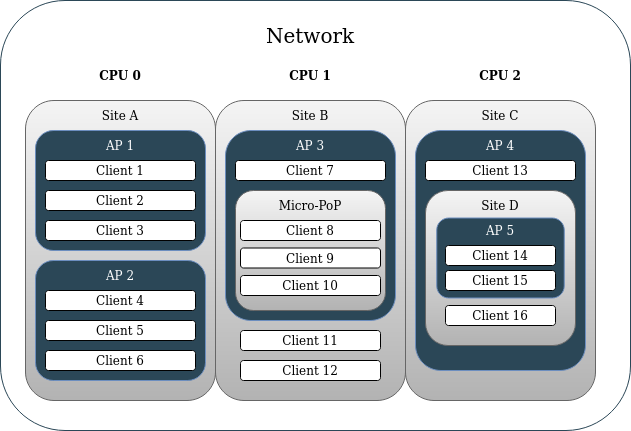 Network
CPU 0
CPU 1
CPU 2
Site A
AP 1
Client 1
Client 2
Client 3
AP 2
Client 4
Client 5
Client 6
Site B
AP 3
Client 7
Micro-PoP
Client 8
Client 9
Client 10
Client 11
Client 12
Site C
AP 4
Client 13
Site D
AP 5
Client 14
Client 15
Client 16